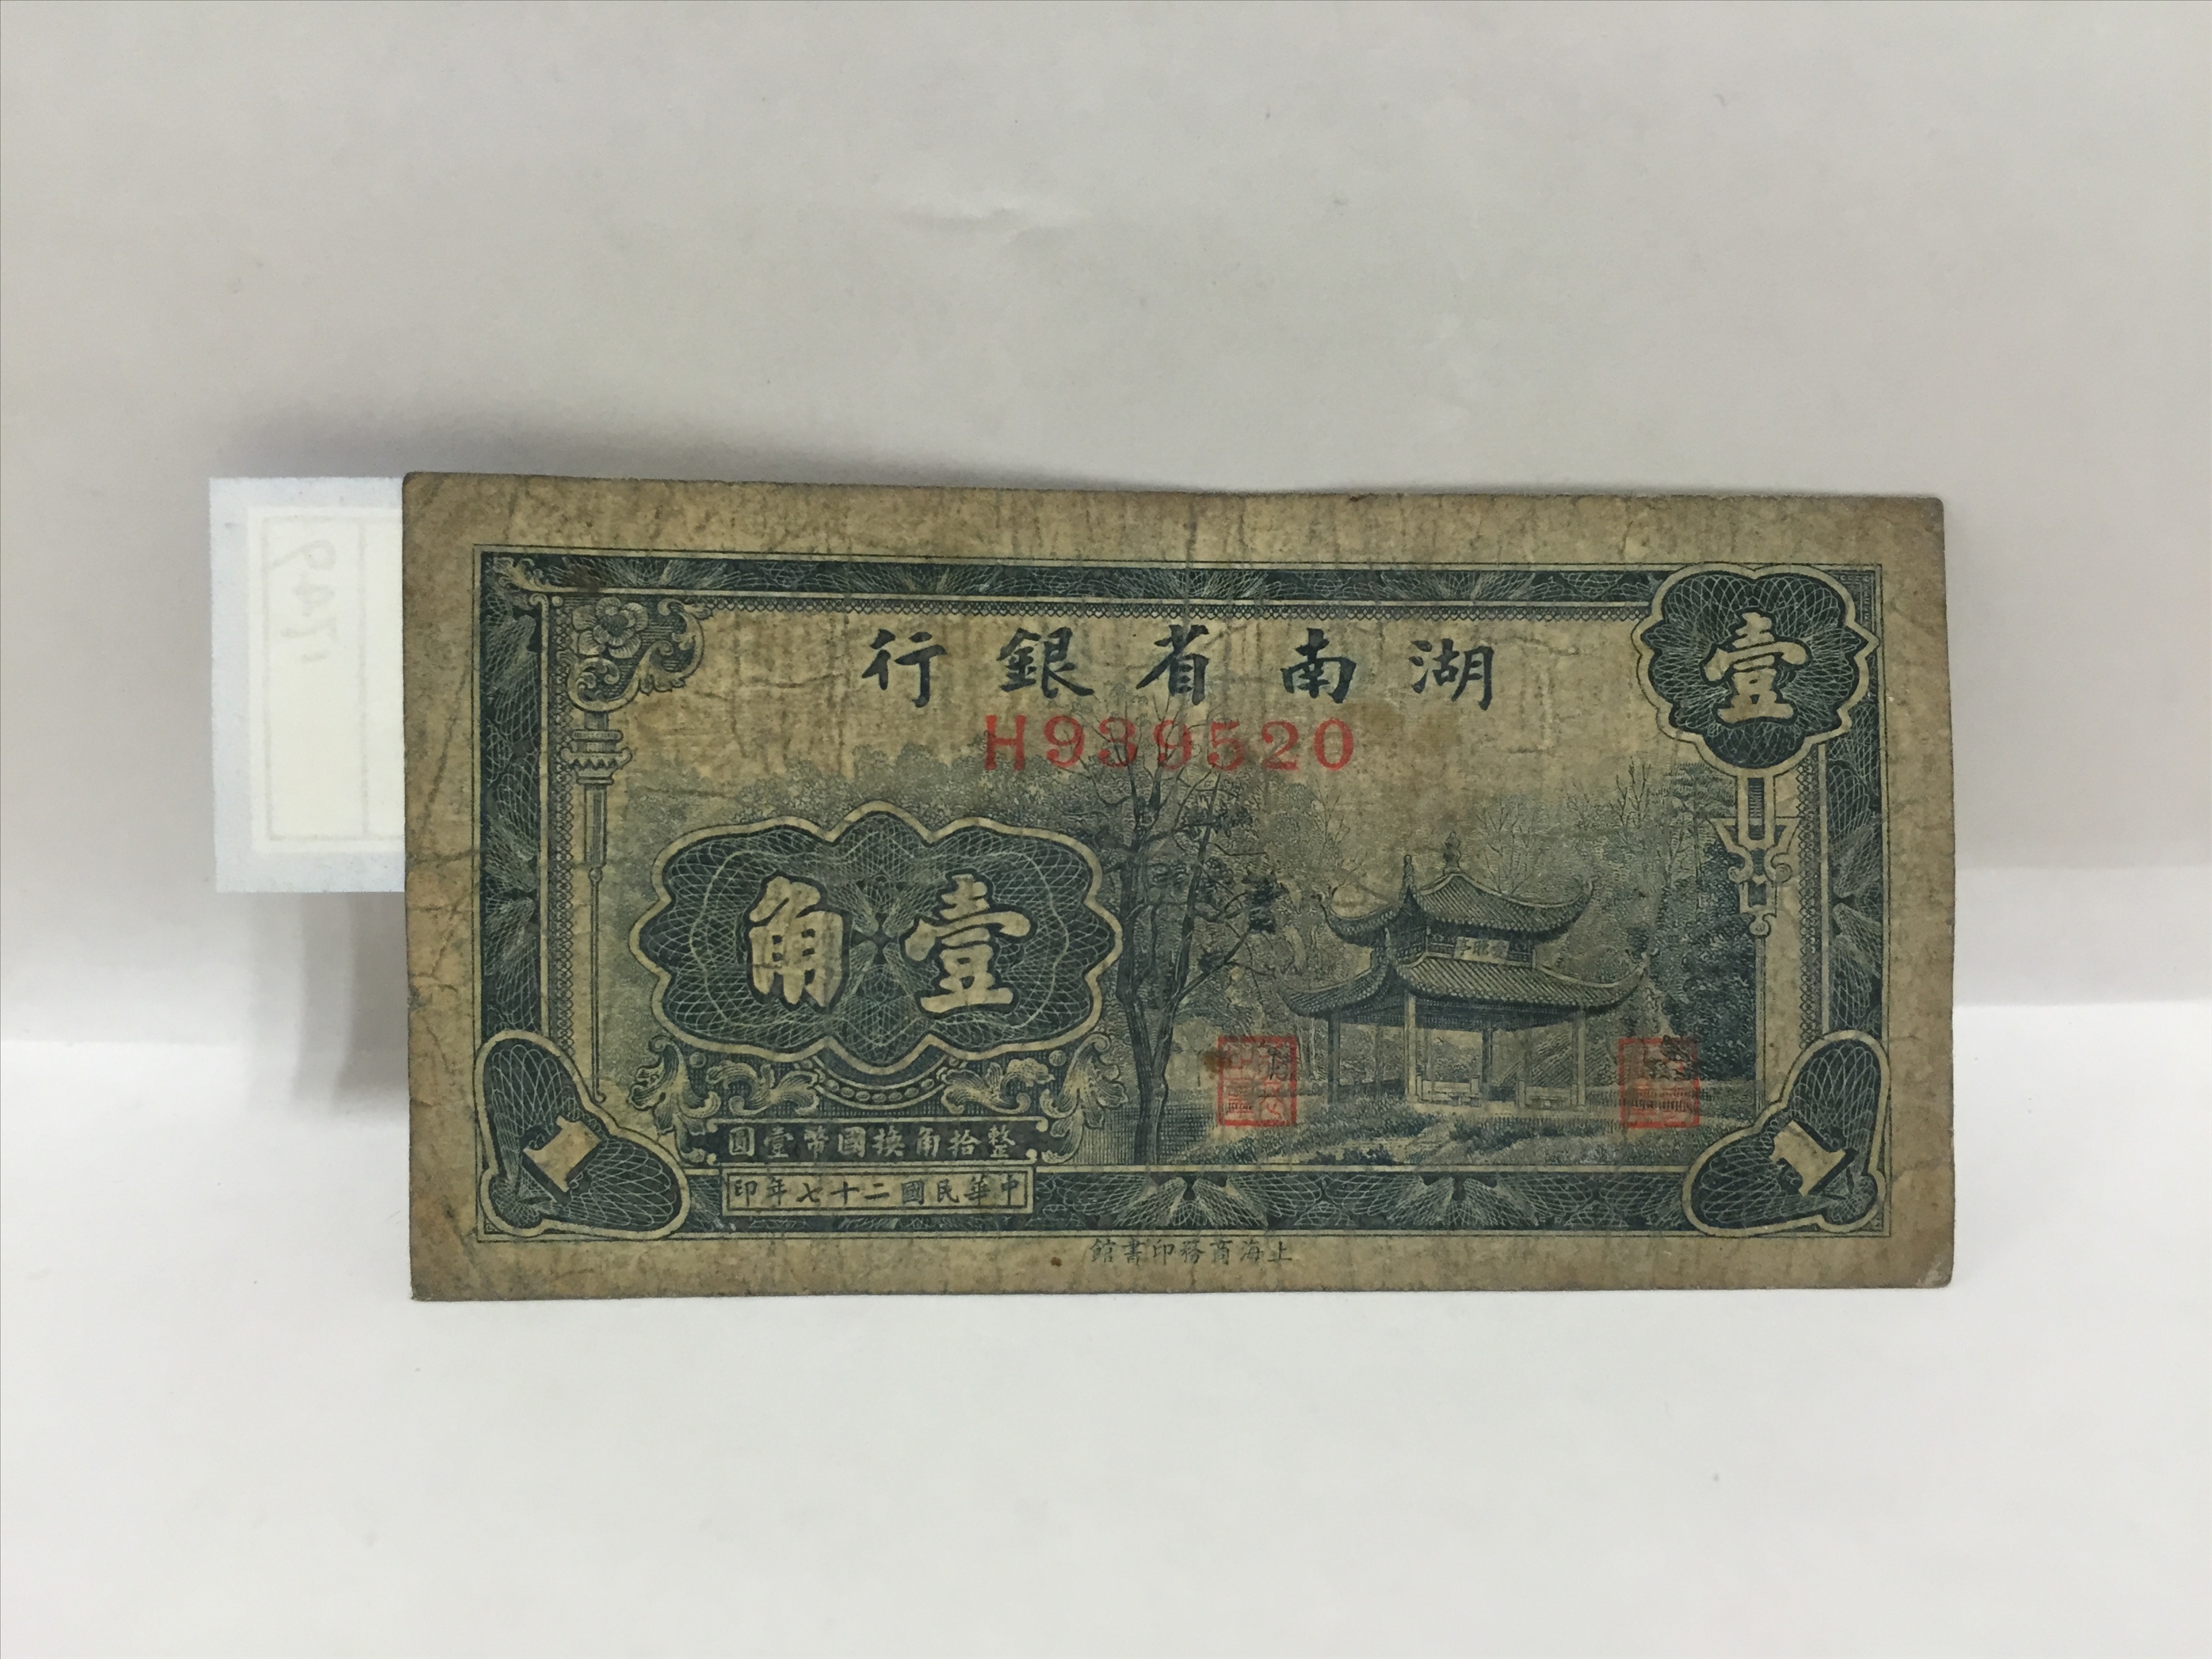 湖南省銀行
壹
H939520
壹角
整拾角換國幣壹圓
中華民國二十七年印
1
1
上海商務印書館